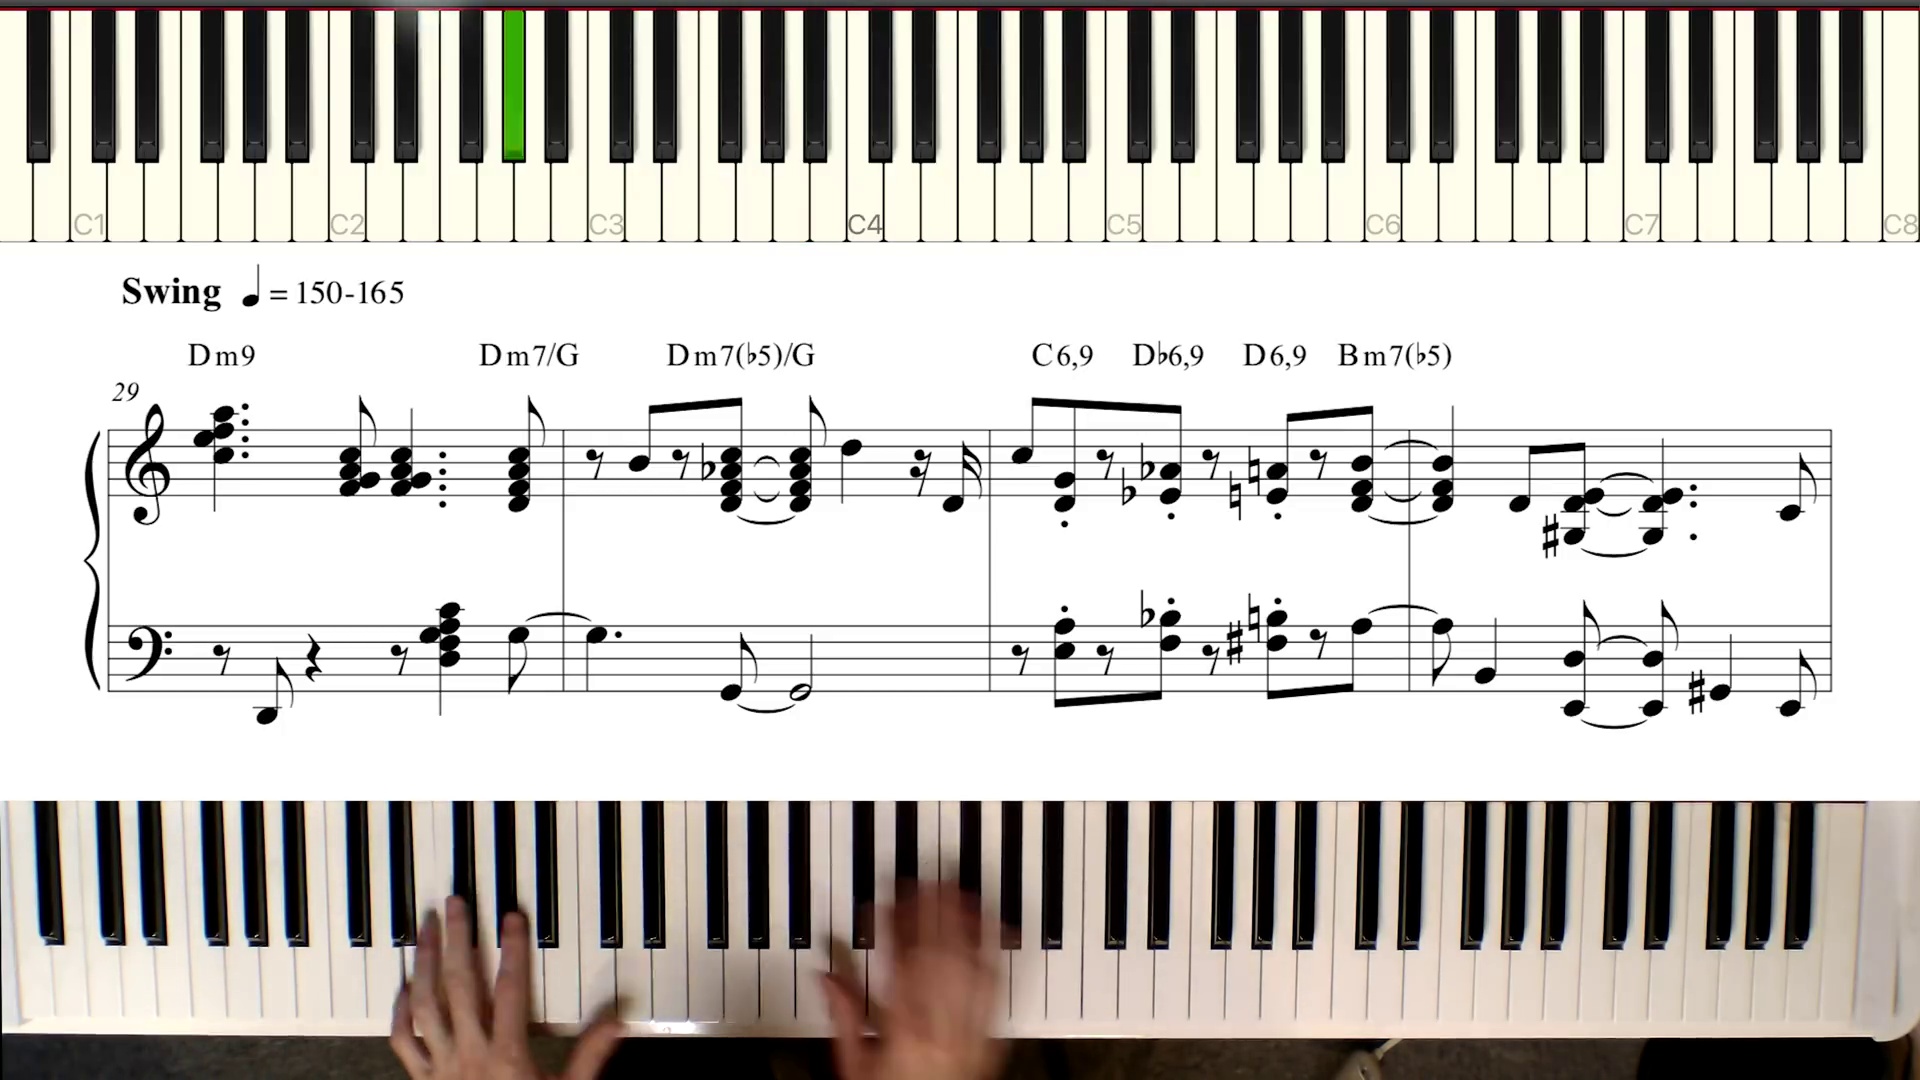 C1 C2 C3 C4 C5 C6 C7 C8
Swing ♩ = 150-165
Dm9 Dm7/G Dm7(♭5)/G C6,9 D♭6,9 D6,9 Bm7(♭5)
29